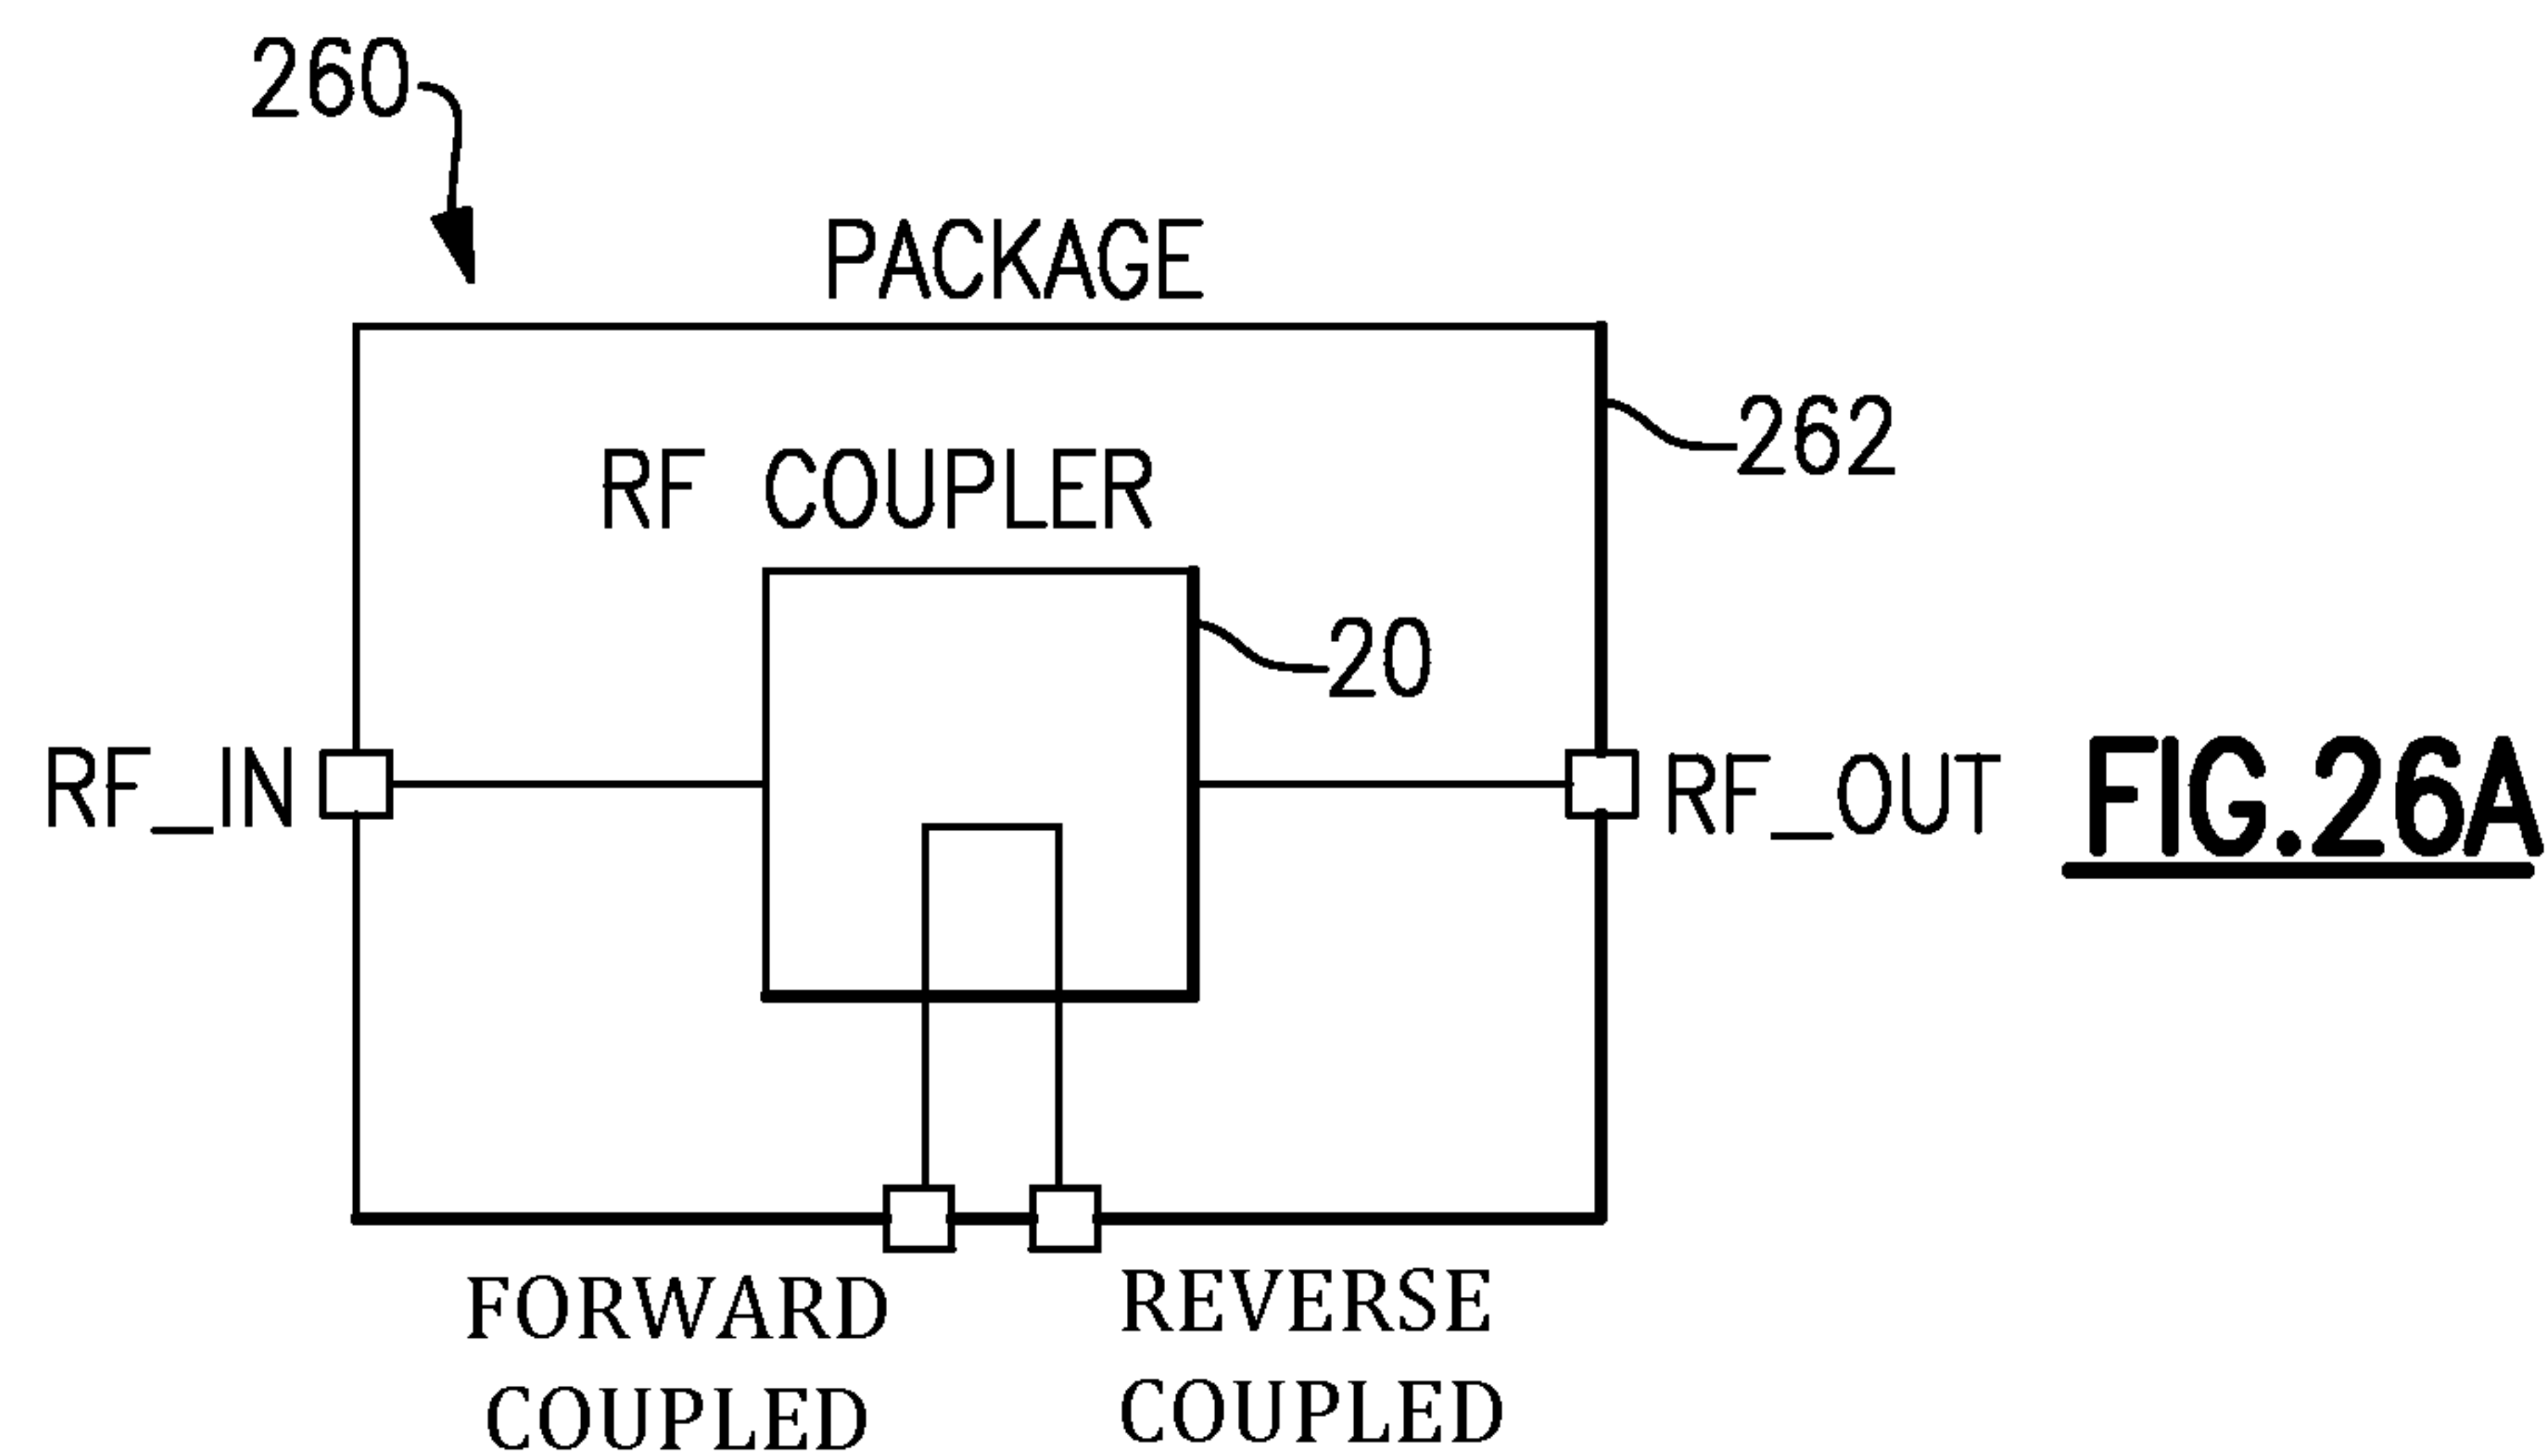 260
PACKAGE
262
RF COUPLER
20
RF_IN
RF_OUT
FIG.26A
FORWARD
COUPLED
REVERSE
COUPLED